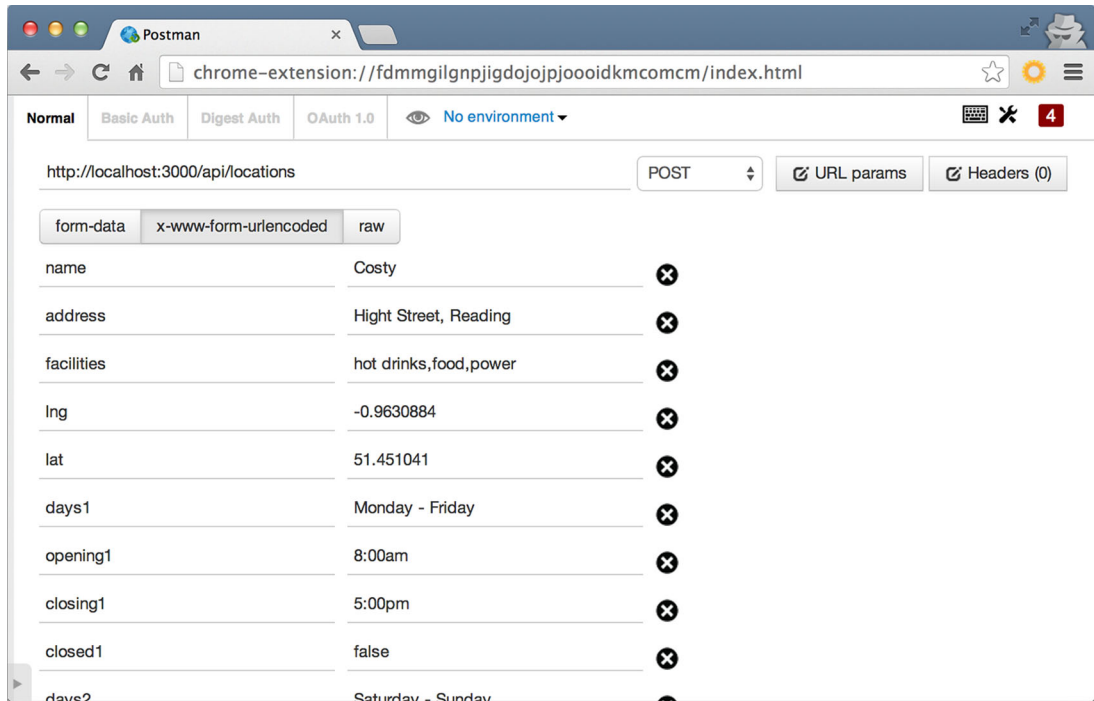 Postman
chrome-extension://fdmmgilgnpjigdojojpjoooidkmcomcm/index.html
Normal Basic Auth Digest Auth OAuth 1.0 No environment 4
http://localhost:3000/api/locations POST URL params Headers (0)
form-data x-www-form-urlencoded raw
name Costy
address Hight Street, Reading
facilities hot drinks,food,power
lng -0.9630884
lat 51.451041
days1 Monday - Friday
opening1 8:00am
closing1 5:00pm
closed1 false
days2 Saturday - Sunday